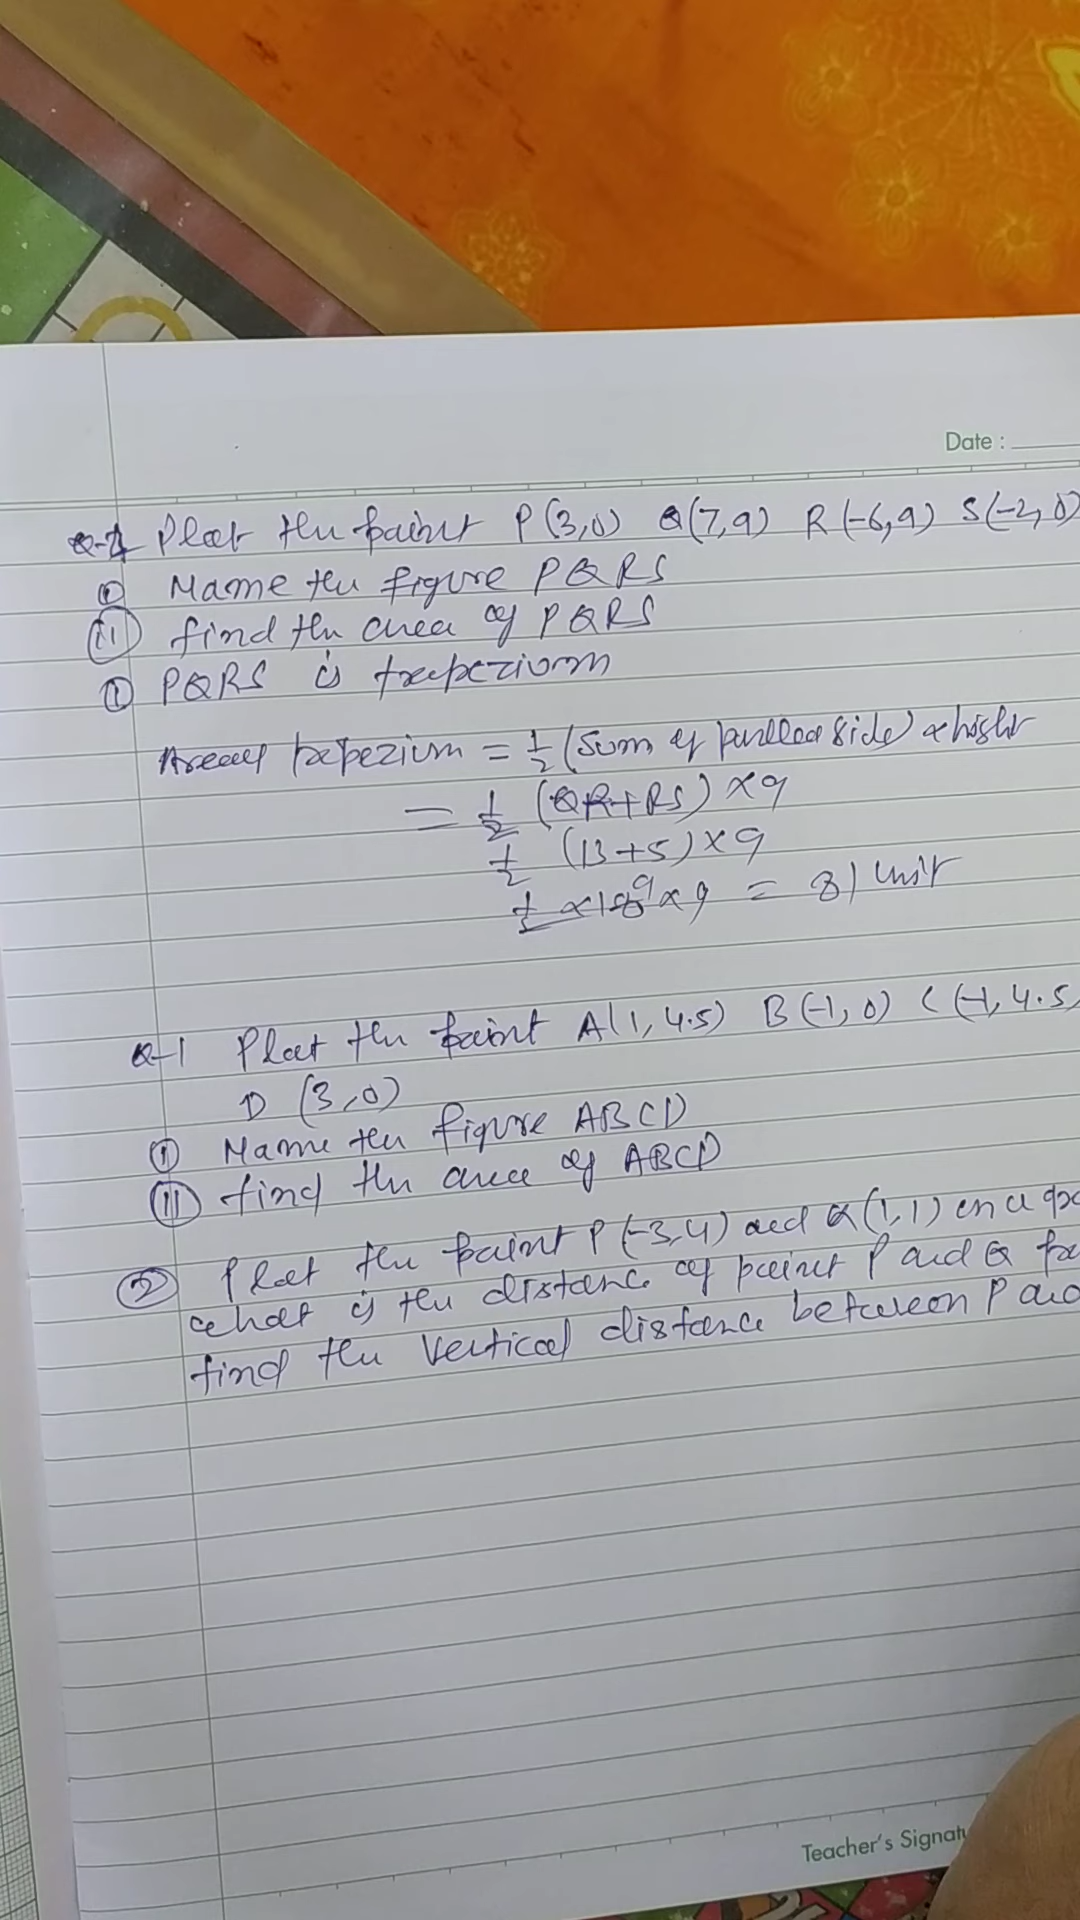 Date :
Q-1 Plot the point P(3,0) Q(7,9) R(-6,9) S(-2,0)
(i) Name the figure PQRS
(ii) find the area of PQRS
(i) PQRS is trapezium
Area of trapezium = 1/2 (Sum of parallel side) x hight
= 1/2 (QR+PS) x 9
1/2 (13+5) x 9
1/2 x 18 9 x 9 = 81 unit
Q-1 Plot the point A(1, 4.5) B(-1, 0) C(-1, 4.5,
D (3,0)
(i) Name the figure ABCD
(ii) find the area of ABCD
(2) Plot the point P(-3,4) and Q(1,1) on a
what is the distance of point P and Q
find the vertical distance between P and
Teacher's Signatu